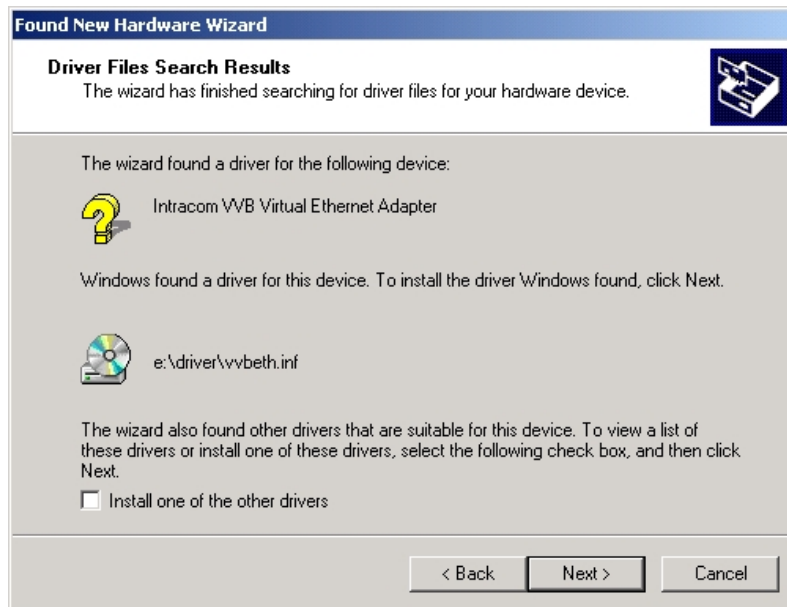 Found New Hardware Wizard
Driver Files Search Results
The wizard has finished searching for driver files for your hardware device.
The wizard found a driver for the following device:
Intracom VVB Virtual Ethernet Adapter
Windows found a driver for this device. To install the driver Windows found, click Next.
e:\driver\vvbeth.inf
The wizard also found other drivers that are suitable for this device. To view a list of
these drivers or install one of these drivers, select the following check box, and then click
Next.
Install one of the other drivers
< Back
Next >
Cancel